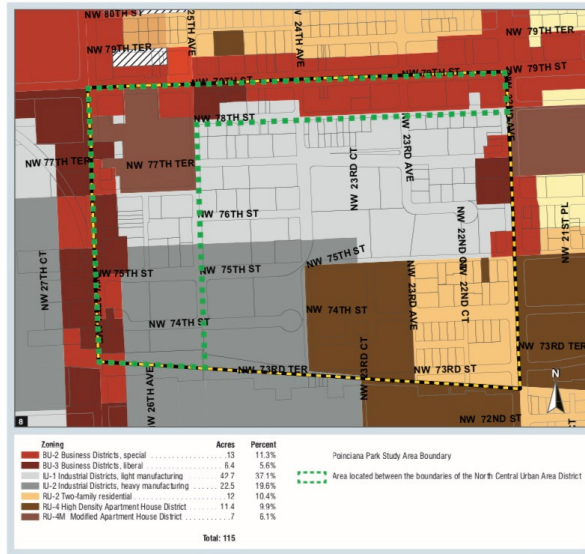 NW 80TH ST
25TH AVE
24TH AVE
NW 79TH TER
NW 79TH TER
NW 79TH ST
NW 79TH ST
NW 79TH ST
NW 78TH ST
NW 77TH TER
NW 77TH TER
NW 23RD CT
NW 23RD AVE
NW 76TH ST
NW 22ND CT
NW 21ST PL
NW 27TH CT
NW 75TH ST
NW 75TH ST
NW 75TH ST
NW 74TH ST
NW 74TH ST
NW 23RD AVE
NW 22ND CT
NW 73RD TER
NW 73RD TER
NW 73RD ST
NW 23RD CT
NW 26TH AVE
NW 72ND ST
N
8
Zoning Acres Percent
BU-2 Business Districts, special . . . . . . . . . . . . . . . . . 13 11.3%
BU-3 Business Districts, liberal . . . . . . . . . . . . . . . . . 6.4 5.6%
IU-1 Industrial Districts, light manufacturing . . . . . . . 42.7 37.1%
IU-2 Industrial Districts, heavy manufacturing . . . . . . 22.5 19.6%
RU-2 Two-family residential . . . . . . . . . . . . . . . . . . . . 12 10.4%
RU-4 High Density Apartment House District . . . . . . 11.4 9.9%
RU-4M Modified Apartment House District . . . . . . . . . . 7 6.1%
Total: 115
Poinciana Park Study Area Boundary
Area located between the boundaries of the North Central Urban Area District